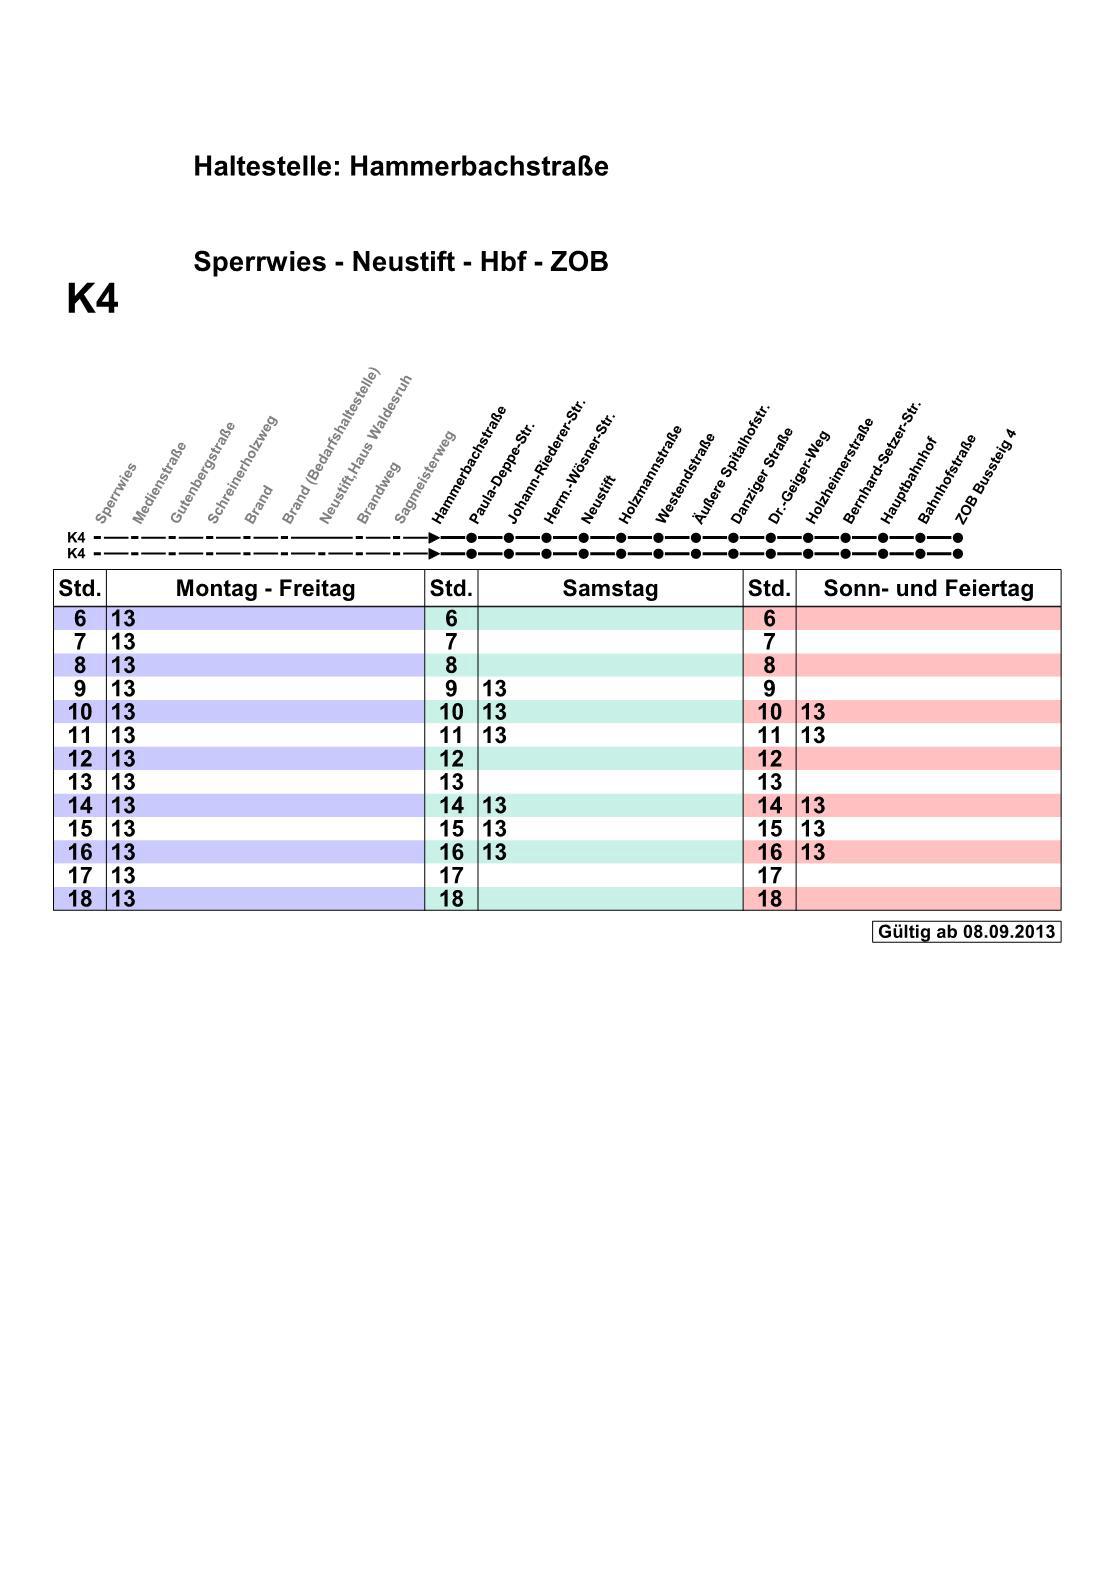 Haltestelle: Hammerbachstraße
Sperrwies - Neustift - Hbf - ZOB
K4
Sperrwies
Medienstraße
Gutenbergstraße
Schreinerholzweg
Brand
Brand (Bedarfshaltestelle)
Neustift,Haus Waldesruh
Brandweg
Sagmeisterweg
Hammerbachstraße
Paula-Deppe-Str.
Johann-Riederer-Str.
Herm.-Wösner-Str.
Neustift
Holzmannstraße
Westendstraße
Äußere Spitalhofstr.
Danziger Straße
Dr.-Geiger-Weg
Holzheimerstraße
Bernhard-Setzer-Str.
Hauptbahnhof
Bahnhofstraße
ZOB Bussteig 4
K4
K4
Std. Montag - Freitag Std. Samstag Std. Sonn- und Feiertag
6 13 6 6
7 13 7 7
8 13 8 8
9 13 9 13 9
10 13 10 13 10 13
11 13 11 13 11 13
12 13 12 12
13 13 13 13
14 13 14 13 14 13
15 13 15 13 15 13
16 13 16 13 16 13
17 13 17 17
18 13 18 18
Gültig ab 08.09.2013